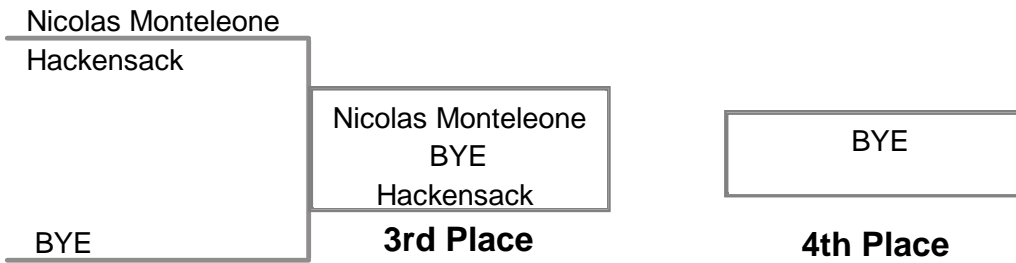 Nicolas Monteleone
Hackensack
BYE
Nicolas Monteleone
BYE
Hackensack
3rd Place
BYE
4th Place